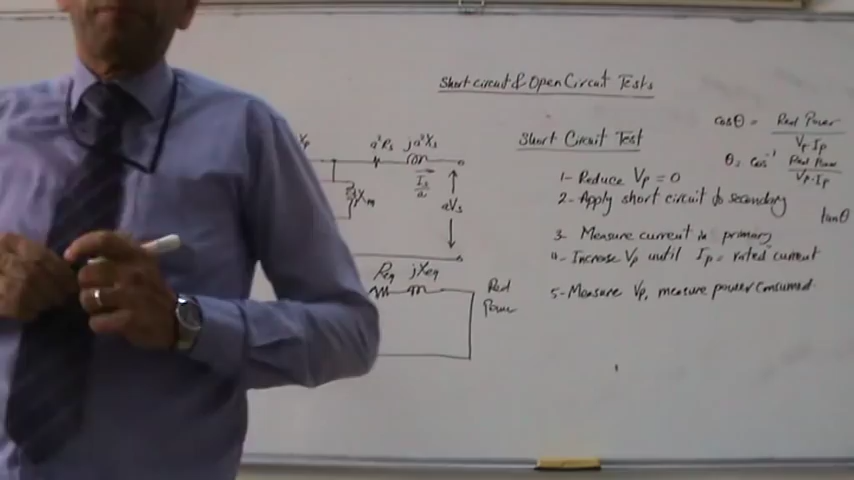 Short circuit & Open Circuit Tests
Short Circuit Test
1- Reduce Vp = 0
2- Apply short circuit to secondary
3- Measure current in primary
4- Increase Vp until Ip = rated current
5- Measure Vp, measure power consumed.
cosθ = Real Power
Vp Ip
θ = cos⁻¹ Real Power
Vp.Ip
tanθ
a²Rs ja²Xs
Is
a
Xm
aVs
Req jXeq
Real
Power